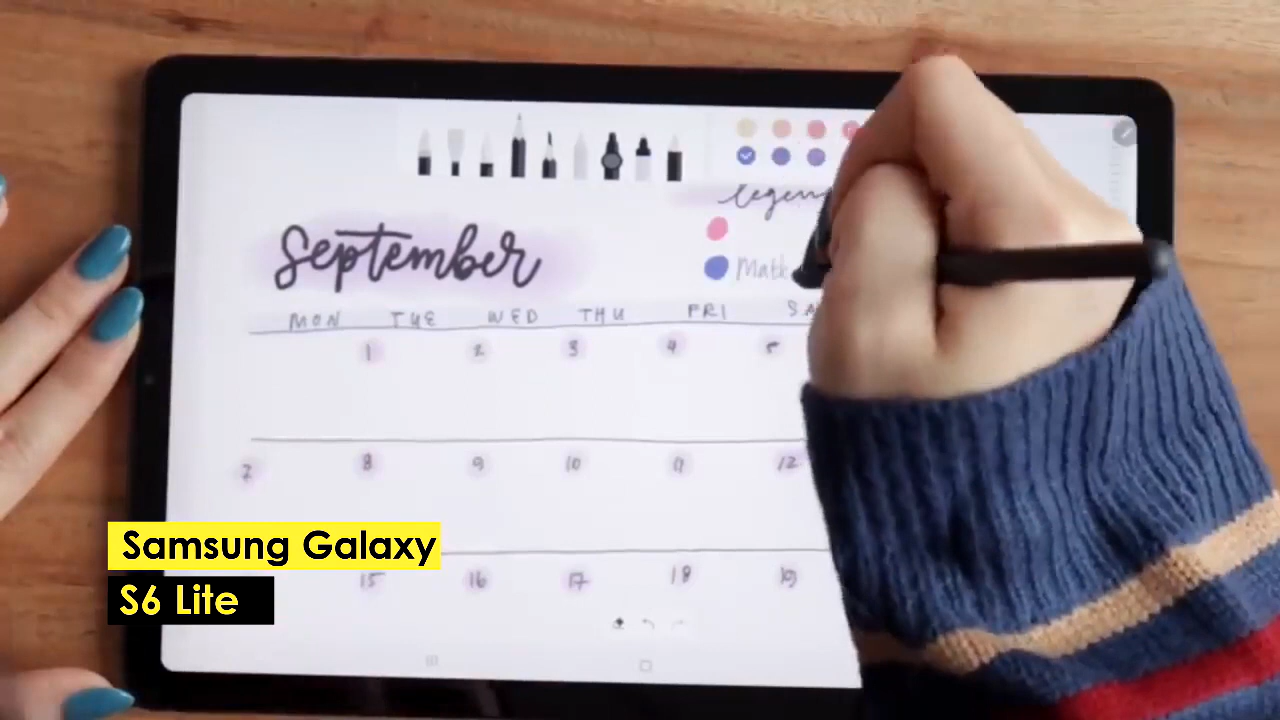 legend
September
Math
MON TUE WED THU FRI SA
1 2 3 4 5
7 8 9 10 11 12
Samsung Galaxy
S6 Lite
15 16 17 18 19